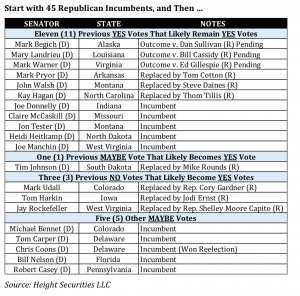 Start with 45 Republican Incumbents, and Then ...
SENATOR STATE NOTES
Eleven (11) Previous YES Votes That Likely Remain YES Votes
Mark Begich (D) Alaska Outcome v. Dan Sullivan (R) Pending
Mary Landrieu (D) Louisiana Outcome v. Bill Cassidy (R) Pending
Mark Warner (D) Virginia Outcome v. Ed Gillespie (R) Pending
Mark Pryor (D) Arkansas Replaced by Tom Cotton (R)
John Walsh (D) Montana Replaced by Steve Daines (R)
Kay Hagan (D) North Carolina Replaced by Thom Tillis (R)
Joe Donnelly (D) Indiana Incumbent
Claire McCaskill (D) Missouri Incumbent
Jon Tester (D) Montana Incumbent
Heidi Heitkamp (D) North Dakota Incumbent
Joe Manchin (D) West Virginia Incumbent
One (1) Previous MAYBE Vote That Likely Becomes YES Vote
Tim Johnson (D) South Dakota Replaced by Mike Rounds (R)
Three (3) Previous NO Votes That Likely Become YES Votes
Mark Udall Colorado Replaced by Rep. Cory Gardner (R)
Tom Harkin Iowa Replaced by Jodi Ernst (R)
Jay Rockefeller West Virginia Replaced by Rep. Shelley Moore Capito (R)
Five (5) Other MAYBE Votes
Michael Bennet (D) Colorado Incumbent
Tom Carper (D) Delaware Incumbent
Chris Coons (D) Delaware Incumbent (Won Reelection)
Bill Nelson (D) Florida Incumbent
Robert Casey (D) Pennsylvania Incumbent
Source: Height Securities LLC